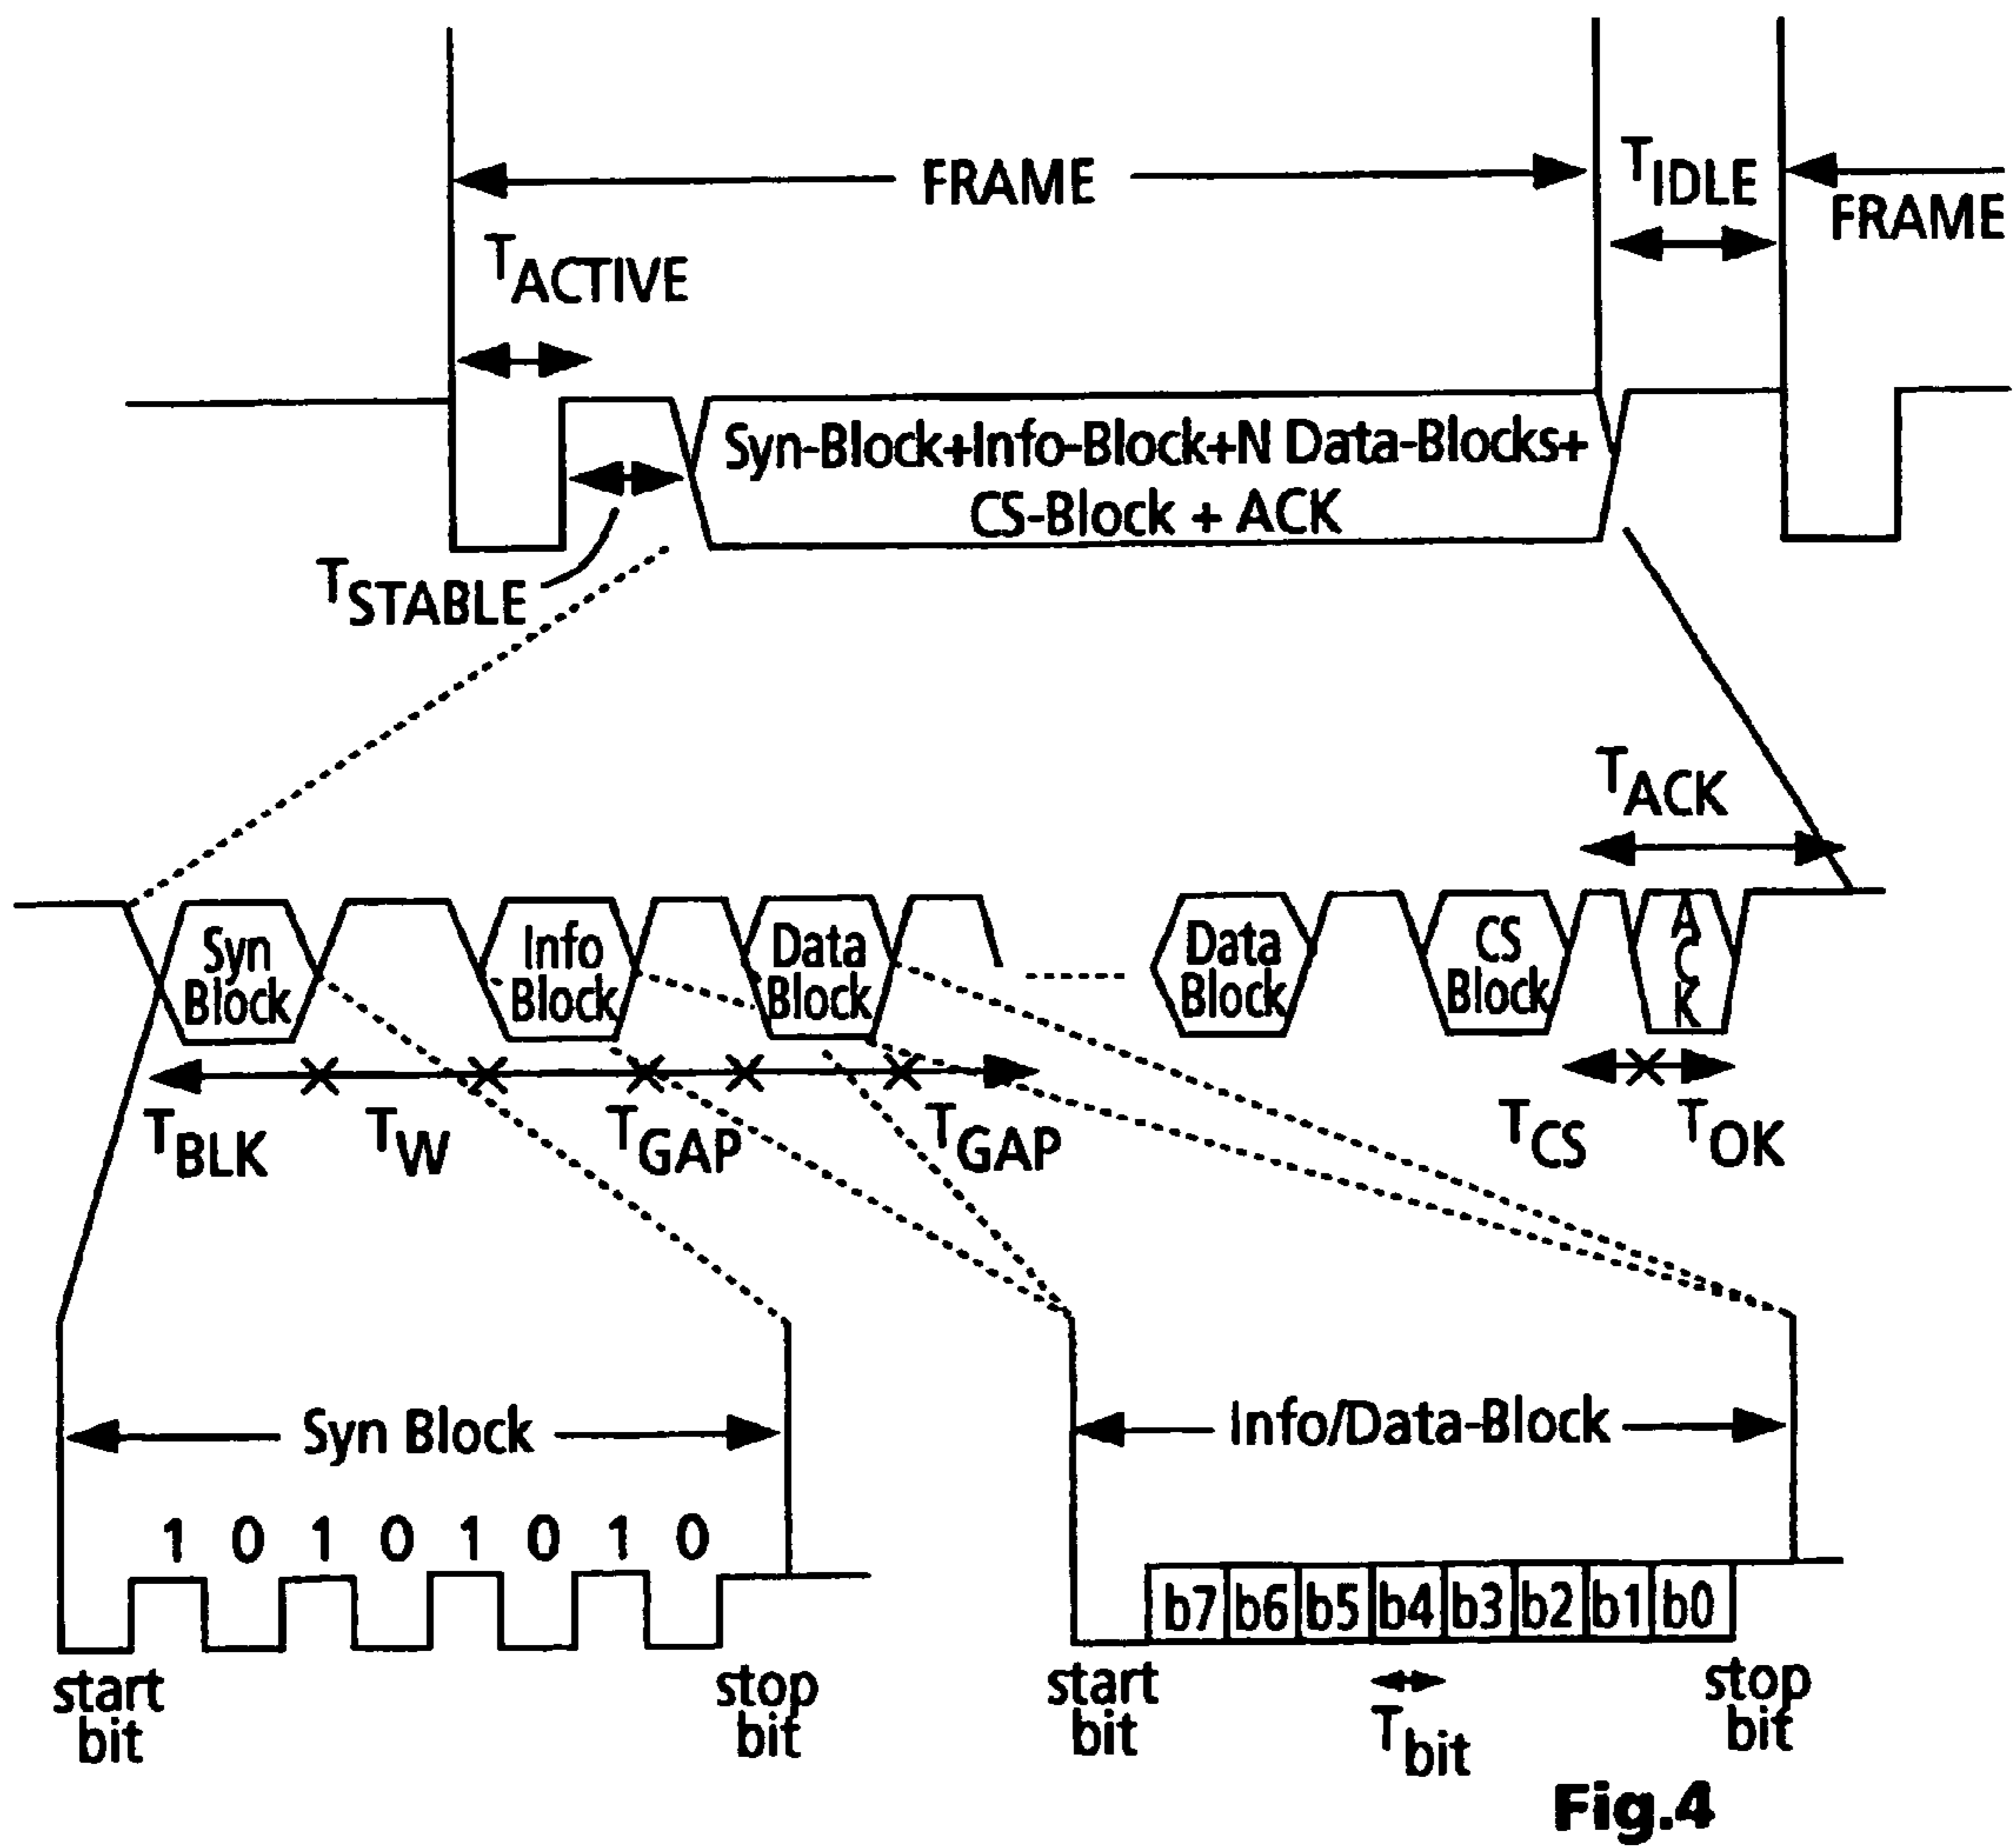 FRAME
TIDLE
FRAME
TACTIVE
Syn-Block+Info-Block+N Data-Blocks+
CS-Block + ACK
TSTABLE
TACK
Syn
Block
Info
Block
Data
Block
Data
Block
CS
Block
ACK
TBLK
TW
TGAP
TGAP
TCS
TOK
Syn Block
Info/Data-Block
1 0 1 0 1 0 1 0
b7 b6 b5 b4 b3 b2 b1 b0
start
bit
stop
bit
start
bit
Tbit
stop
bit
Fig.4